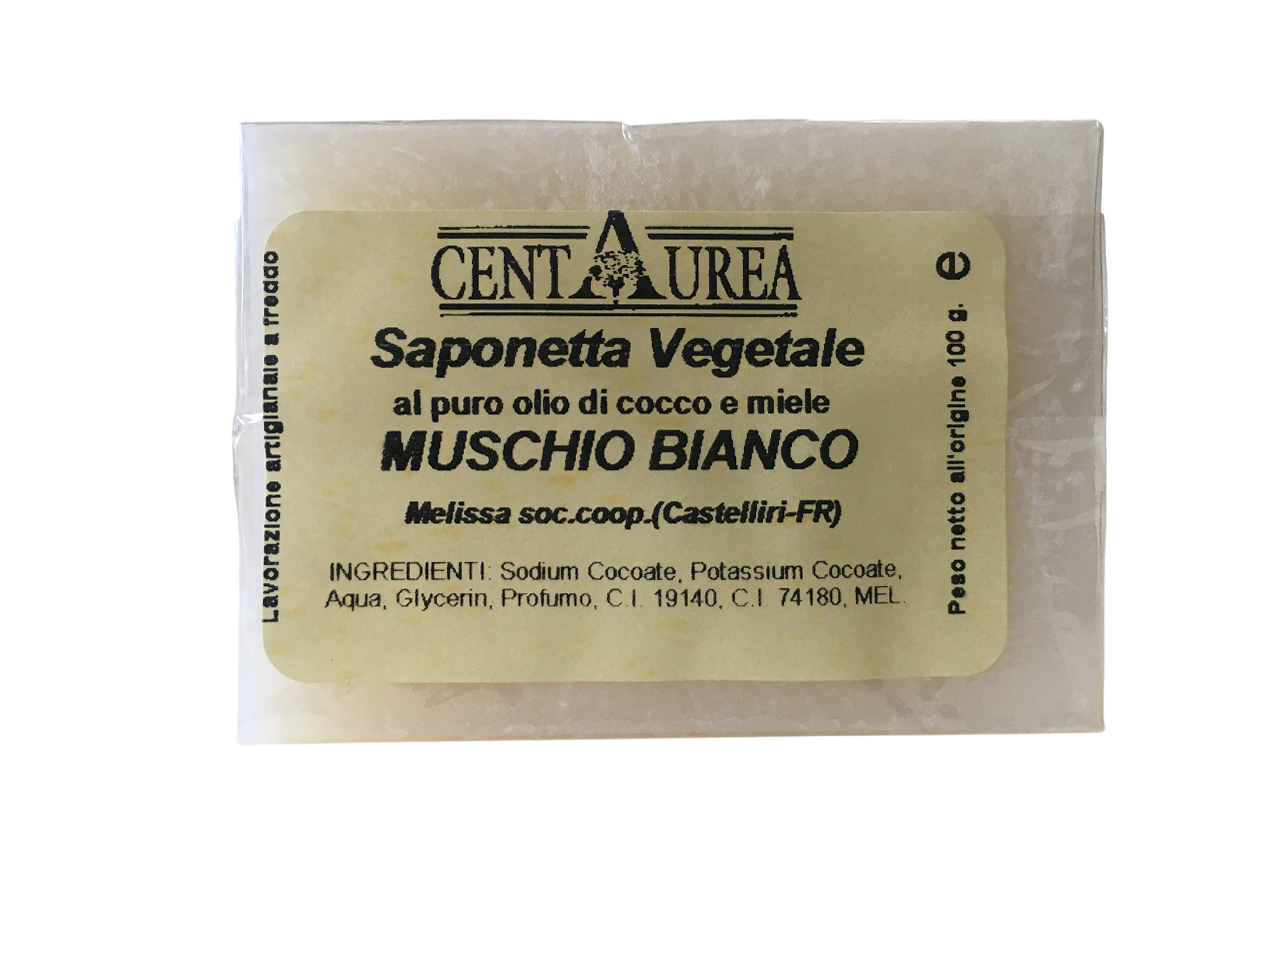 CENTAUREA
Saponetta Vegetale
al puro olio di cocco e miele
MUSCHIO BIANCO
Melissa soc.coop.(Castelliri-FR)
INGREDIENTI: Sodium Cocoate, Potassium Cocoate,
Aqua, Glycerin, Profumo, C.I. 19140, C.I. 74180, MEL.
Lavorazione artigianale a freddo
Peso netto all'origine 100 g. e